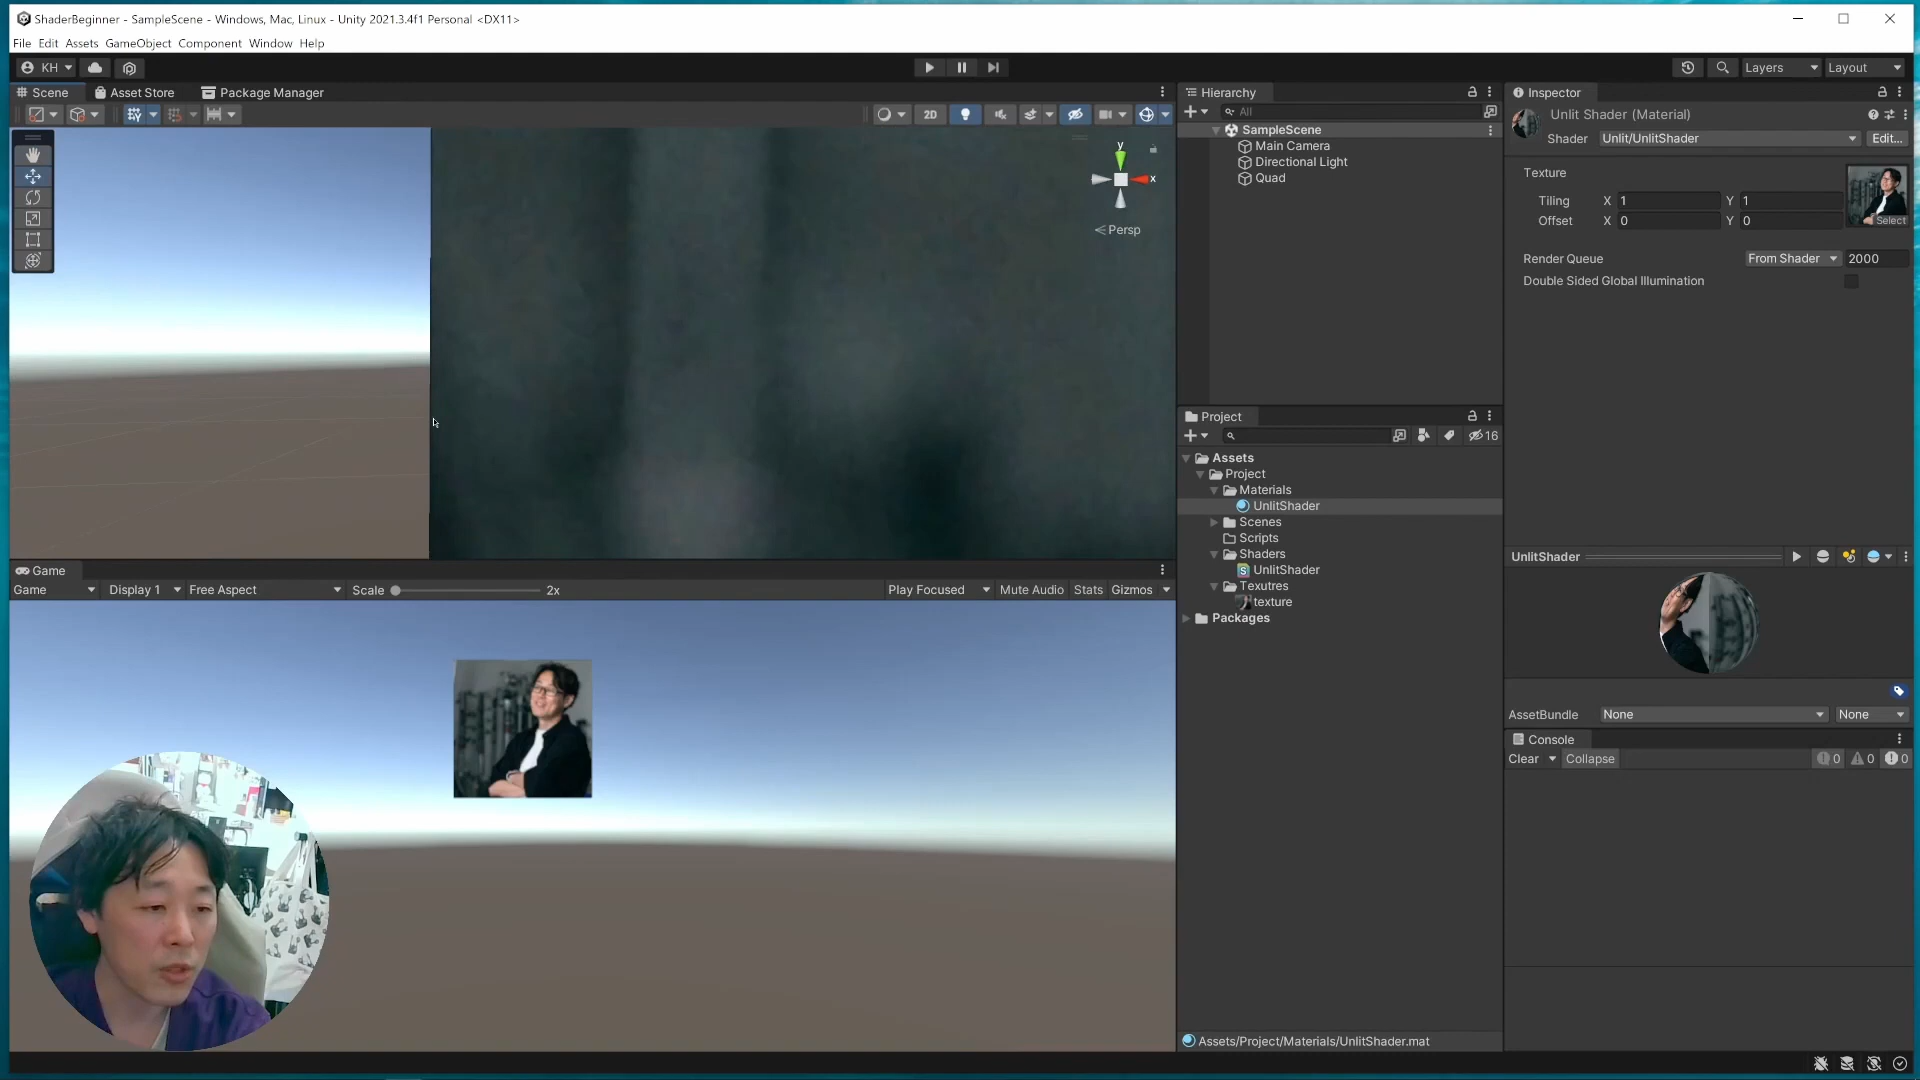 ShaderBeginner - SampleScene - Windows, Mac, Linux - Unity 2021.3.4f1 Personal <DX11>
File Edit Assets GameObject Component Window Help
KH Layers Layout
Scene Asset Store Package Manager
2D
y
x
Persp
Game
Game Display 1 Free Aspect Scale 2x Play Focused Mute Audio Stats Gizmos
Hierarchy
All
SampleScene
Main Camera
Directional Light
Quad
Project
16
Assets
Project
Materials
UnlitShader
Scenes
Scripts
Shaders
UnlitShader
Texutres
texture
Packages
Assets/Project/Materials/UnlitShader.mat
Inspector
Unlit Shader (Material)
Shader Unlit/UnlitShader Edit...
Texture
Tiling X 1 Y 1
Offset X 0 Y 0
Select
Render Queue From Shader 2000
Double Sided Global Illumination
UnlitShader
AssetBundle None None
Console
Clear Collapse 0 0 0